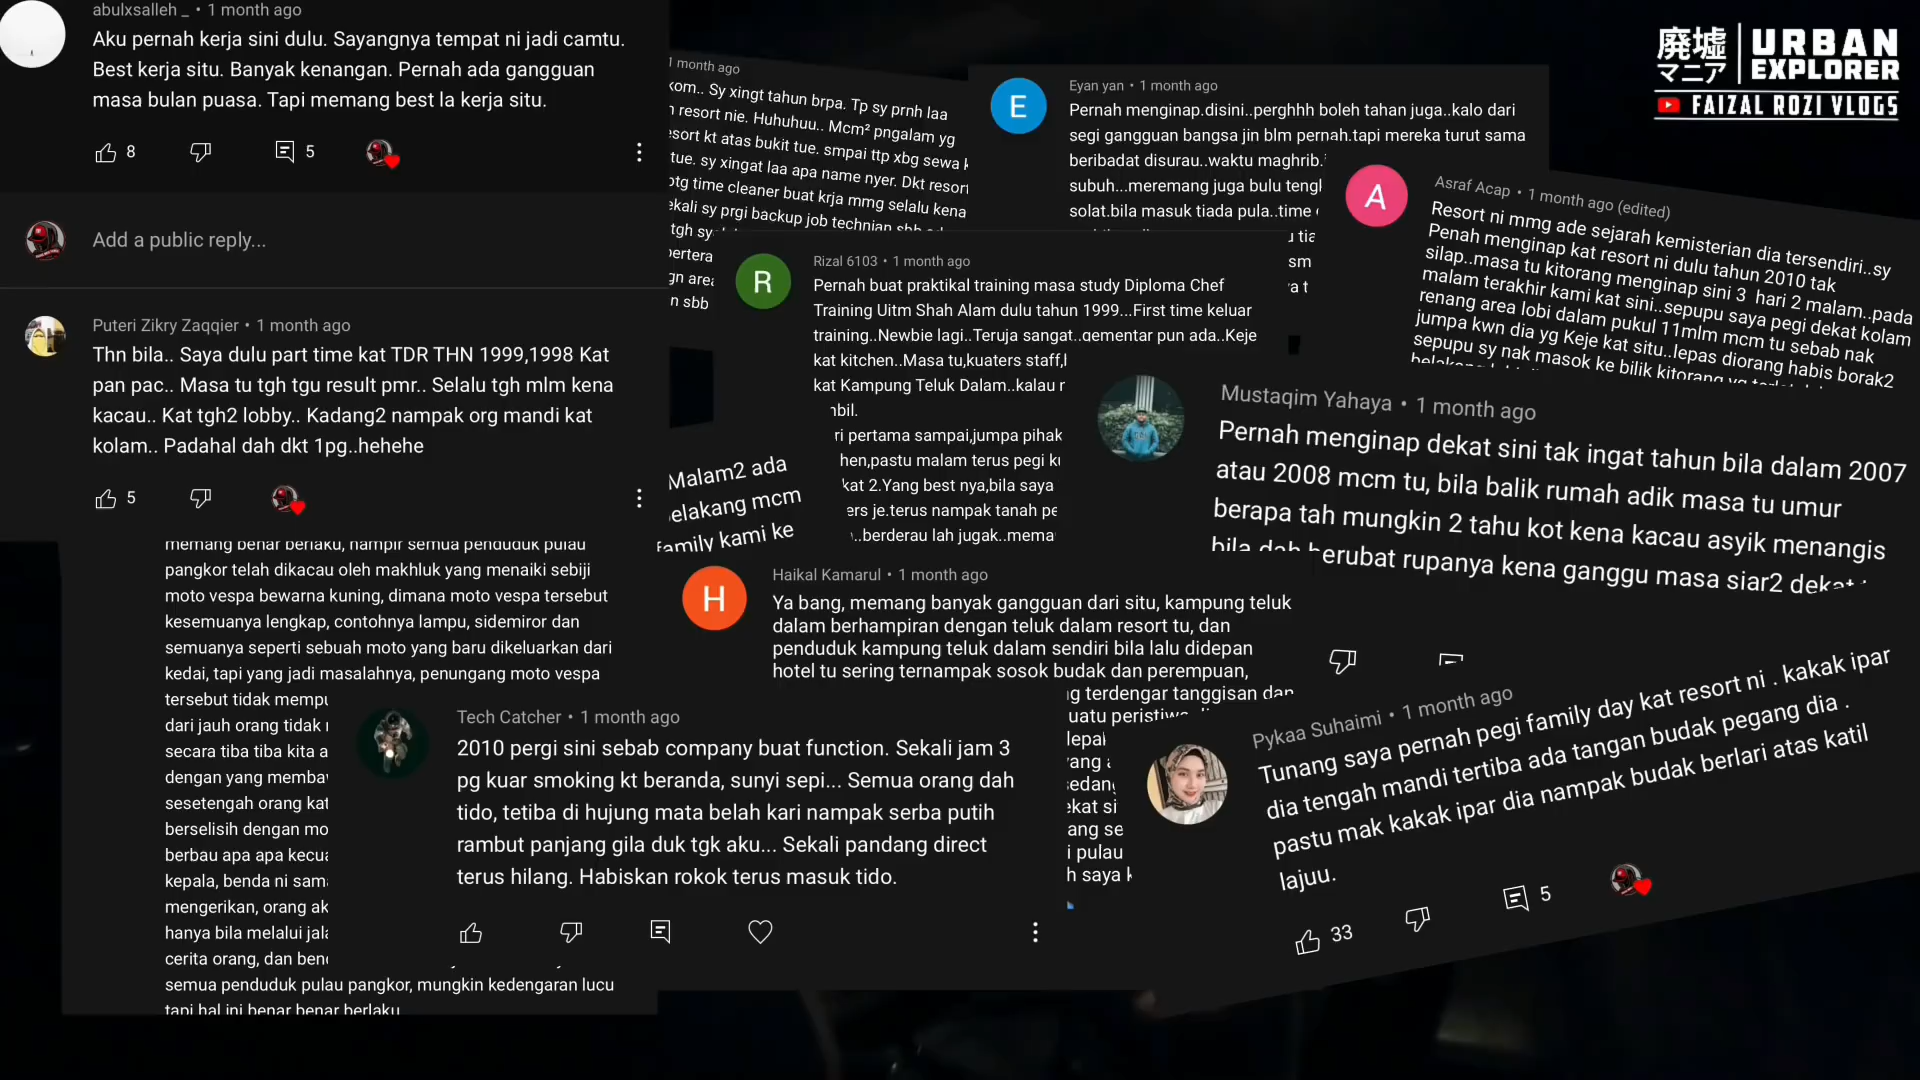 abulxsalleh _ • 1 month ago
Aku pernah kerja sini dulu. Sayangnya tempat ni jadi camtu.
Best kerja situ. Banyak kenangan. Pernah ada gangguan
masa bulan puasa. Tapi memang best la kerja situ.
8
5
Add a public reply...
Puteri Zikry Zaqqier • 1 month ago
Thn bila.. Saya dulu part time kat TDR THN 1999,1998 Kat
pan pac.. Masa tu tgh tgu result pmr.. Selalu tgh mlm kena
kacau.. Kat tgh2 lobby.. Kadang2 nampak org mandi kat
kolam.. Padahal dah dkt 1pg..hehehe
5
memang benar berlaku, hampir semua penduduk pulau
pangkor telah dikacau oleh makhluk yang menaiki sebiji
moto vespa bewarna kuning, dimana moto vespa tersebut
kesemuanya lengkap, contohnya lampu, sidemiror dan
semuanya seperti sebuah moto yang baru dikeluarkan dari
kedai, tapi yang jadi masalahnya, penungang moto vespa
tersebut tidak mempu
dari jauh orang tidak
secara tiba tiba kita a
dengan yang memba
sesetengah orang kat
berselisih dengan mo
berbau apa apa kecua
kepala, benda ni sam
mengerikan, orang ak
hanya bila melalui jala
cerita orang, dan ben
semua penduduk pulau pangkor, mungkin kedengaran lucu
tapi hal ini benar benar berlaku
1 month ago
kom.. Sy xingt tahun brpa. Tp sy prnh laa
resort nie. Huhuhuu.. Mcm² pngalam yg
esort kt atas bukit tue. smpai ttp xbg sewa k
tue. sy xingat laa apa name nyer. Dkt resort
otg time cleaner buat krja mmg selalu kena
ekali sy prgi backup job technian sbb
tgh sy
pertera
gn area
n sbb
Malam2 ada
elakang mcm
family kami ke
Eyan yan • 1 month ago
Pernah menginap.disini..perghhh boleh tahan juga..kalo dari
segi gangguan bangsa jin blm pernah.tapi mereka turut sama
beribadat disurau..waktu maghrib.
subuh...meremang juga bulu tengk
solat.bila masuk tiada pula..time
tia
sm
a t
Rizal 6103 • 1 month ago
Pernah buat praktikal training masa study Diploma Chef
Training Uitm Shah Alam dulu tahun 1999...First time keluar
training..Newbie lagi..Teruja sangat..gementar pun ada..Keje
kat kitchen..Masa tu,kuaters staff,
kat Kampung Teluk Dalam..kalau
mbil.
ri pertama sampai,jumpa pihak
hen,pastu malam terus pegi
kat 2.Yang best nya,bila saya
ers je.terus nampak tanah pe
..berderau lah jugak..mema
Asraf Acap • 1 month ago (edited)
Resort ni mmg ade sejarah kemisterian dia tersendiri..sy
Penah menginap kat resort ni dulu tahun 2010 tak
silap..masa tu kitorang menginap sini 3 hari 2 malam..pada
malam terakhir kami kat sini..sepupu saya pegi dekat kolam
renang area lobi dalam pukul 11mlm mcm tu sebab nak
jumpa kwn dia yg Keje kat situ..lepas diorang habis borak2
sepupu sy nak masok ke bilik kitorang yg
Mustaqim Yahaya • 1 month ago
Pernah menginap dekat sini tak ingat tahun bila dalam 2007
atau 2008 mcm tu, bila balik rumah adik masa tu umur
berapa tah mungkin 2 tahu kot kena kacau asyik menangis
bila dah berubat rupanya kena ganggu masa siar2 dekat
Haikal Kamarul • 1 month ago
Ya bang, memang banyak gangguan dari situ, kampung teluk
dalam berhampiran dengan teluk dalam resort tu, dan
penduduk kampung teluk dalam sendiri bila lalu didepan
hotel tu sering ternampak sosok budak dan perempuan,
g terdengar tanggisan dan
uatu peristiwa
lepal
yang
sedang
ekat si
ang se
i pulau
h saya k
Tech Catcher • 1 month ago
2010 pergi sini sebab company buat function. Sekali jam 3
pg kuar smoking kt beranda, sunyi sepi... Semua orang dah
tido, tetiba di hujung mata belah kari nampak serba putih
rambut panjang gila duk tgk aku... Sekali pandang direct
terus hilang. Habiskan rokok terus masuk tido.
Pykaa Suhaimi • 1 month ago
Tunang saya pernah pegi family day kat resort ni . kakak ipar
dia tengah mandi tertiba ada tangan budak pegang dia .
pastu mak kakak ipar dia nampak budak berlari atas katil
lajuu.
33
5
廃墟
マニア
URBAN
EXPLORER
FAIZAL ROZI VLOGS